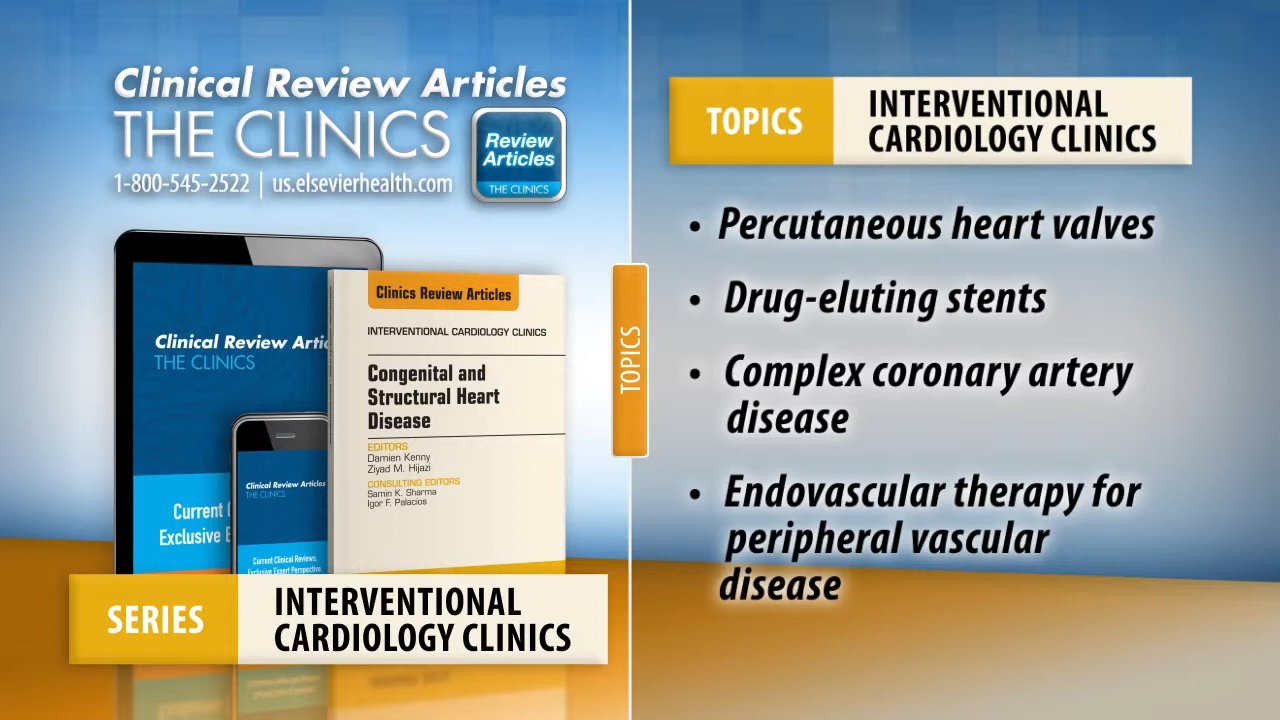 Clinical Review Articles
THE CLINICS
1-800-545-2522 | us.elsevierhealth.com
Review
Articles
THE CLINICS
Clinical Review
THE CLINICS
Current
Exclusive
Clinical Review Articles
THE CLINICS
Current Clinical Reviews,
Exclusive Expert Perspective
Clinics Review Articles
INTERVENTIONAL CARDIOLOGY CLINICS
Congenital and
Structural Heart
Disease
EDITORS
Damien Kenny
Ziyad M. Hijazi
CONSULTING EDITORS
Samin K. Sharma
Igor F. Palacios
SERIES
INTERVENTIONAL
CARDIOLOGY CLINICS
TOPICS
TOPICS
INTERVENTIONAL
CARDIOLOGY CLINICS
• Percutaneous heart valves
• Drug-eluting stents
• Complex coronary artery
disease
• Endovascular therapy for
peripheral vascular
disease